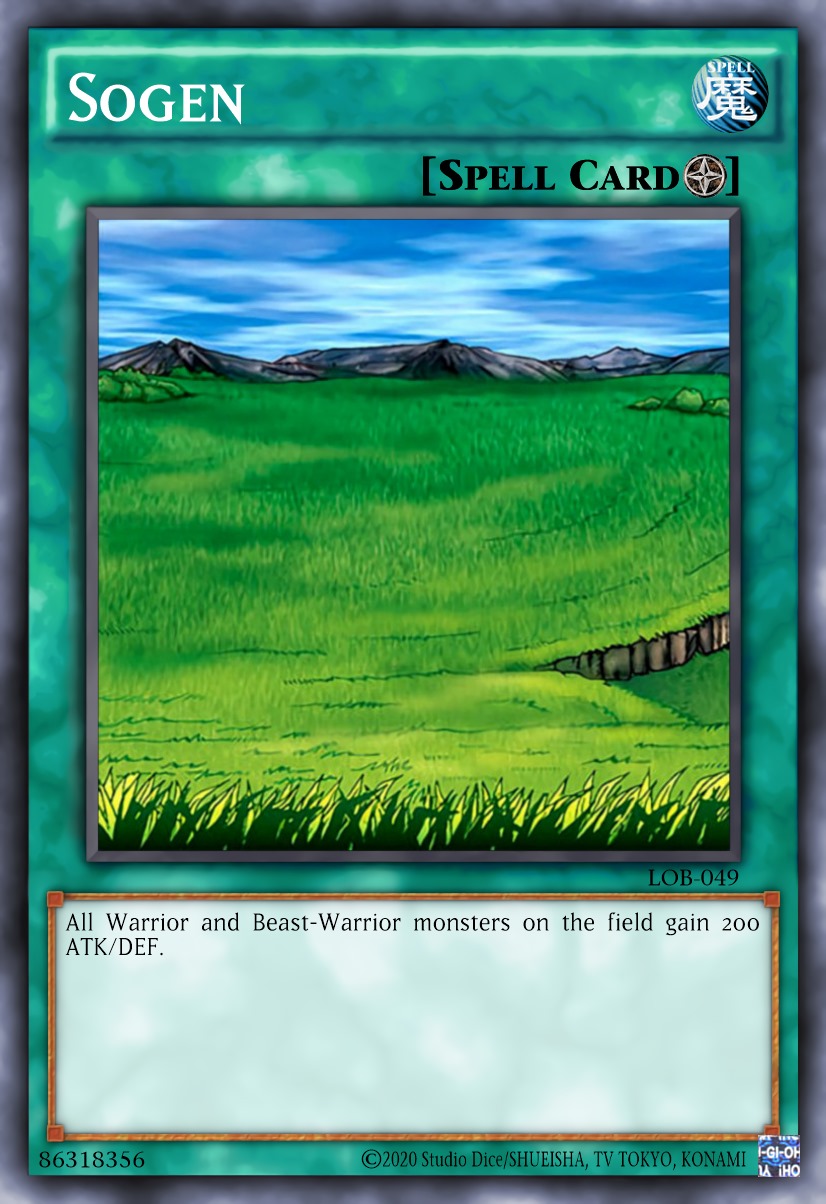 Sogen
SPELL
魔
[Spell Card]
LOB-049
All Warrior and Beast-Warrior monsters on the field gain 200
ATK/DEF.
86318356
©2020 Studio Dice/SHUEISHA, TV TOKYO, KONAMI